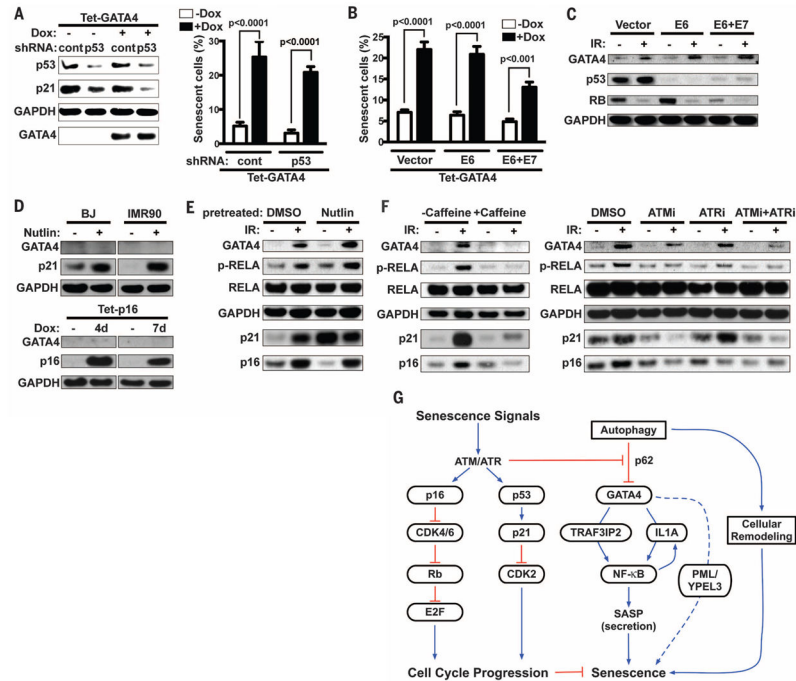 A
Tet-GATA4
Dox: - - + +
shRNA: cont p53 cont p53
p53
p21
GAPDH
GATA4
Senescent cells (%)
-Dox
+Dox
p<0.0001
p<0.0001
40
30
20
10
0
shRNA: cont p53
Tet-GATA4
B
Senescent cells (%)
-Dox
+Dox
p<0.0001
p<0.0001
p<0.001
25
20
15
10
5
0
Vector E6 E6+E7
Tet-GATA4
C
Vector E6 E6+E7
IR: - + - + - +
GATA4
p53
RB
GAPDH
D
BJ IMR90
Nutlin: - + - +
GATA4
p21
GAPDH
Tet-p16
Dox: - 4d - 7d
GATA4
p16
GAPDH
E
pretreated: DMSO Nutlin
IR: - + - +
GATA4
p-RELA
RELA
GAPDH
p21
p16
F
-Caffeine +Caffeine
IR: - + - +
GATA4
p-RELA
RELA
GAPDH
p21
p16
DMSO ATMi ATRi ATMi+ATRi
IR: - + - + - + - +
GATA4
p-RELA
RELA
GAPDH
p21
p16
G
Senescence Signals
Autophagy
ATM/ATR
p62
p16
p53
GATA4
CDK4/6
p21
TRAF3IP2
IL1A
Cellular
Remodeling
Rb
CDK2
NF-κB
PML/
YPEL3
E2F
SASP
(secretion)
Cell Cycle Progression
Senescence